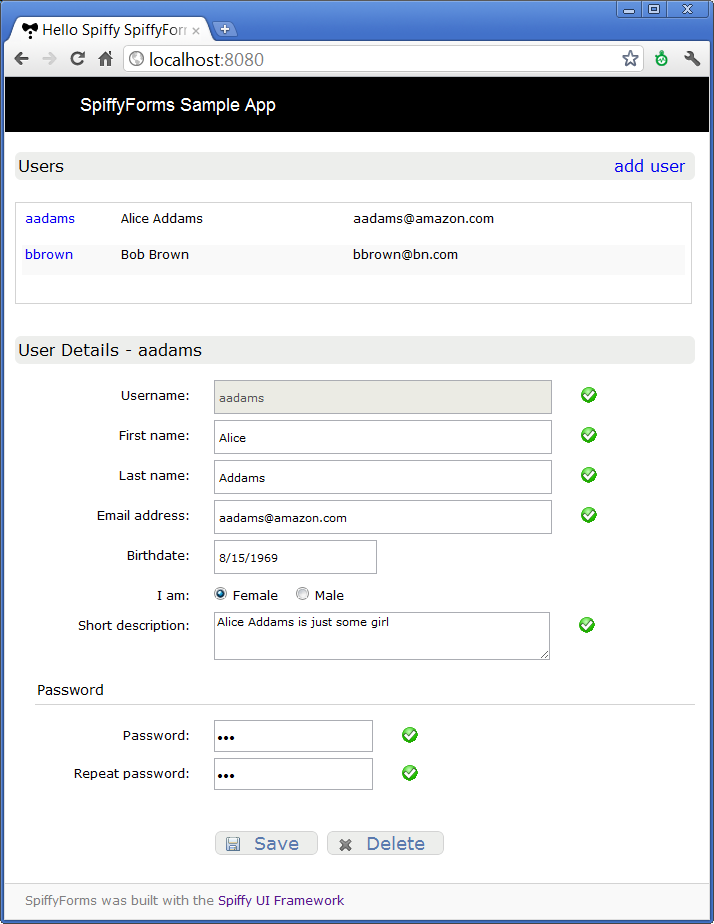 Hello Spiffy SpiffyForm
localhost:8080
SpiffyForms Sample App
Users add user
aadams Alice Addams aadams@amazon.com
bbrown Bob Brown bbrown@bn.com
User Details - aadams
Username: aadams
First name: Alice
Last name: Addams
Email address: aadams@amazon.com
Birthdate: 8/15/1969
I am: Female Male
Short description: Alice Addams is just some girl
Password
Password: •••
Repeat password: •••
Save Delete
SpiffyForms was built with the Spiffy UI Framework